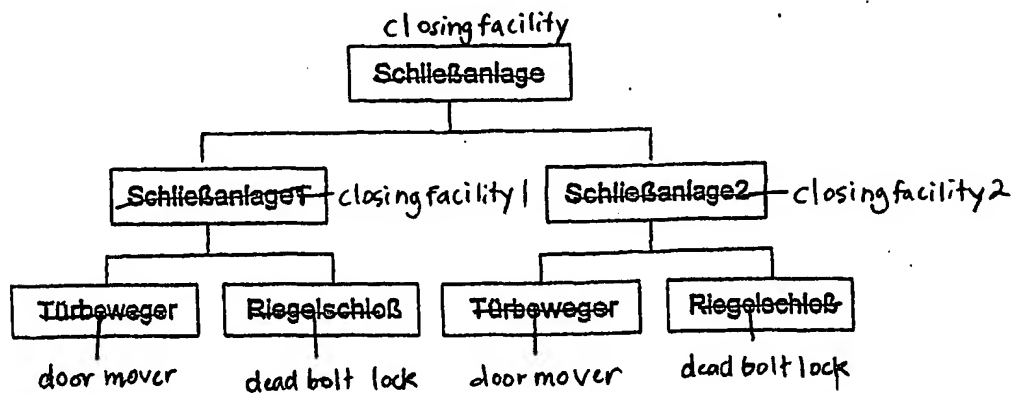 closing facility
Schließanlage
Schließanlage1 closing facility 1
Schließanlage2 closing facility 2
Türbeweger
Riegelschloß
Türbeweger
Riegelschloß
door mover
dead bolt lock
door mover
dead bolt lock